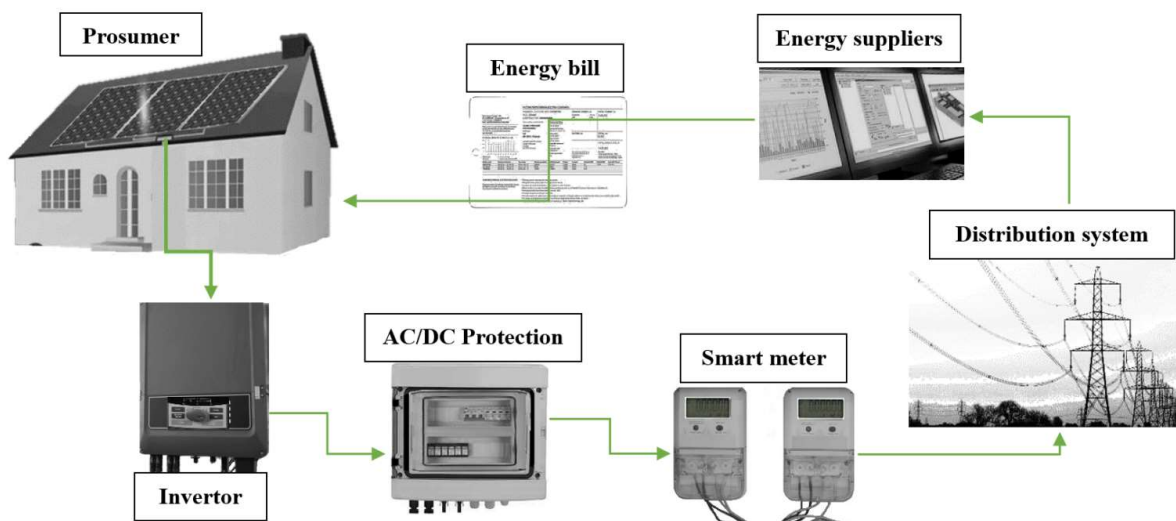 Prosumer
Energy bill
Energy suppliers
Distribution system
AC/DC Protection
Smart meter
Invertor